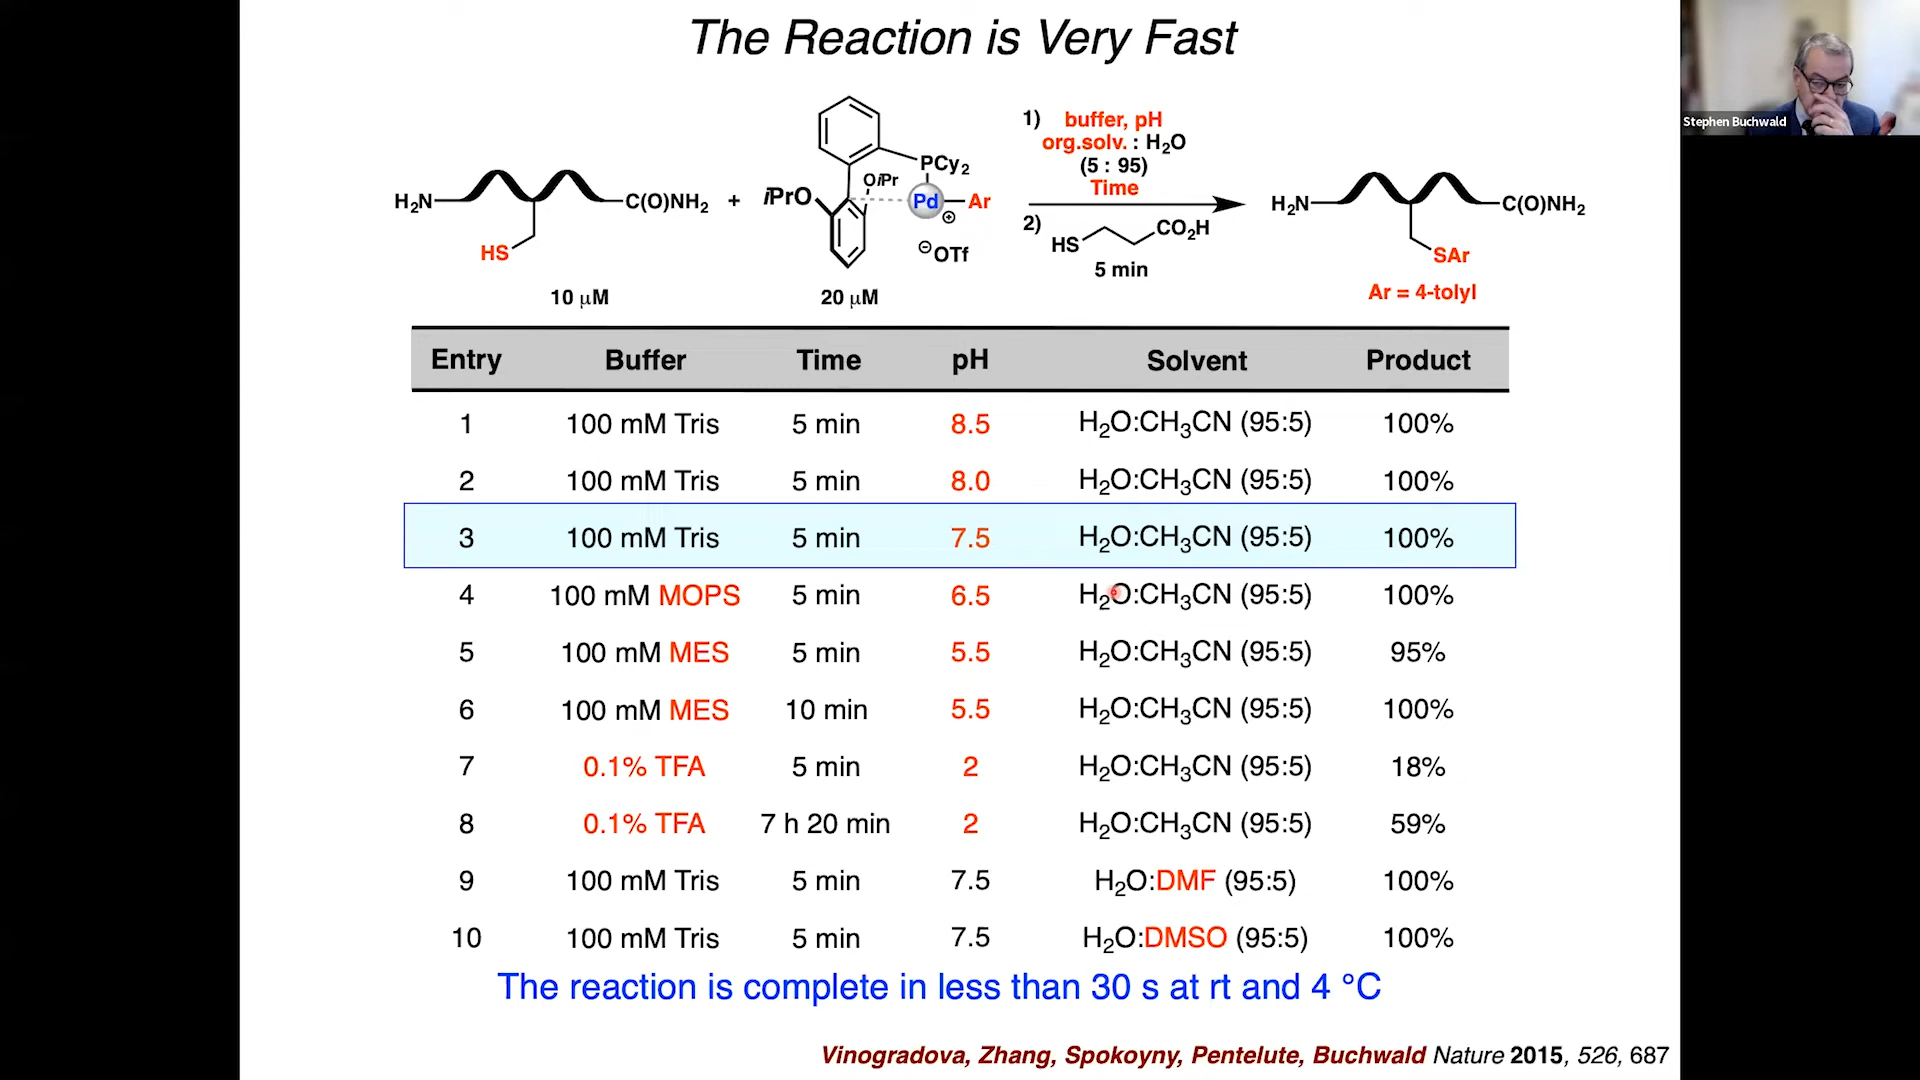 The Reaction is Very Fast
Stephen Buchwald
H₂N
HS
C(O)NH₂
10 μM
+
iPrO
OiPr
PCy₂
Pd
Ar
⊕
⊖OTf
20 μM
1) buffer, pH
org.solv. : H₂O
(5 : 95)
Time
2) HS CO₂H
5 min
H₂N
C(O)NH₂
SAr
Ar = 4-tolyl
Entry Buffer Time pH Solvent Product
1 100 mM Tris 5 min 8.5 H₂O:CH₃CN (95:5) 100%
2 100 mM Tris 5 min 8.0 H₂O:CH₃CN (95:5) 100%
3 100 mM Tris 5 min 7.5 H₂O:CH₃CN (95:5) 100%
4 100 mM MOPS 5 min 6.5 H₂O:CH₃CN (95:5) 100%
5 100 mM MES 5 min 5.5 H₂O:CH₃CN (95:5) 95%
6 100 mM MES 10 min 5.5 H₂O:CH₃CN (95:5) 100%
7 0.1% TFA 5 min 2 H₂O:CH₃CN (95:5) 18%
8 0.1% TFA 7 h 20 min 2 H₂O:CH₃CN (95:5) 59%
9 100 mM Tris 5 min 7.5 H₂O:DMF (95:5) 100%
10 100 mM Tris 5 min 7.5 H₂O:DMSO (95:5) 100%
The reaction is complete in less than 30 s at rt and 4 °C
Vinogradova, Zhang, Spokoyny, Pentelute, Buchwald Nature 2015, 526, 687